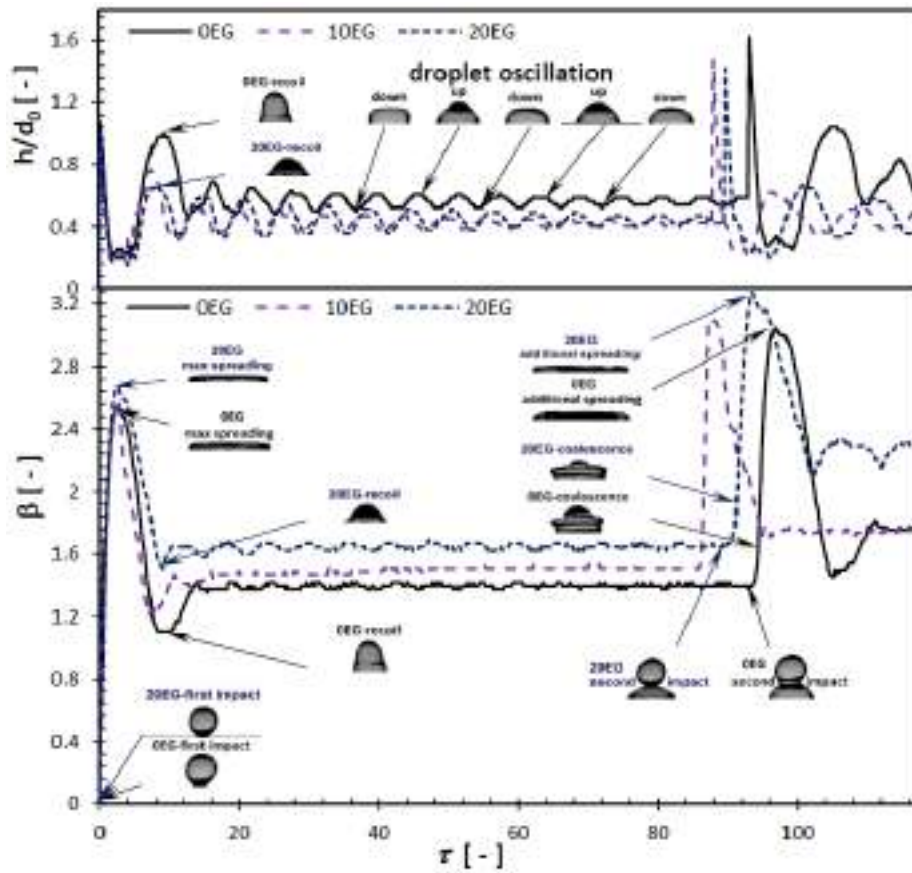 1.6
1.2
0.8
0.4
0
h/d₀ [ - ]
0EG
10EG
20EG
droplet oscillation
0EG-recoil
20EG-recoil
down
up
down
up
down
3.2
2.8
2.4
2.0
1.6
1.2
0.8
0.4
0
β [ - ]
0EG
10EG
20EG
20EG
max spreading
0EG
max spreading
20EG-recoil
0EG-recoil
20EG-first impact
0EG-first impact
20EG
additional spreading
0EG
additional spreading
20EG-coalescence
0EG-coalescence
20EG
second impact
0EG
second impact
0
20
40
60
80
100
τ [ - ]